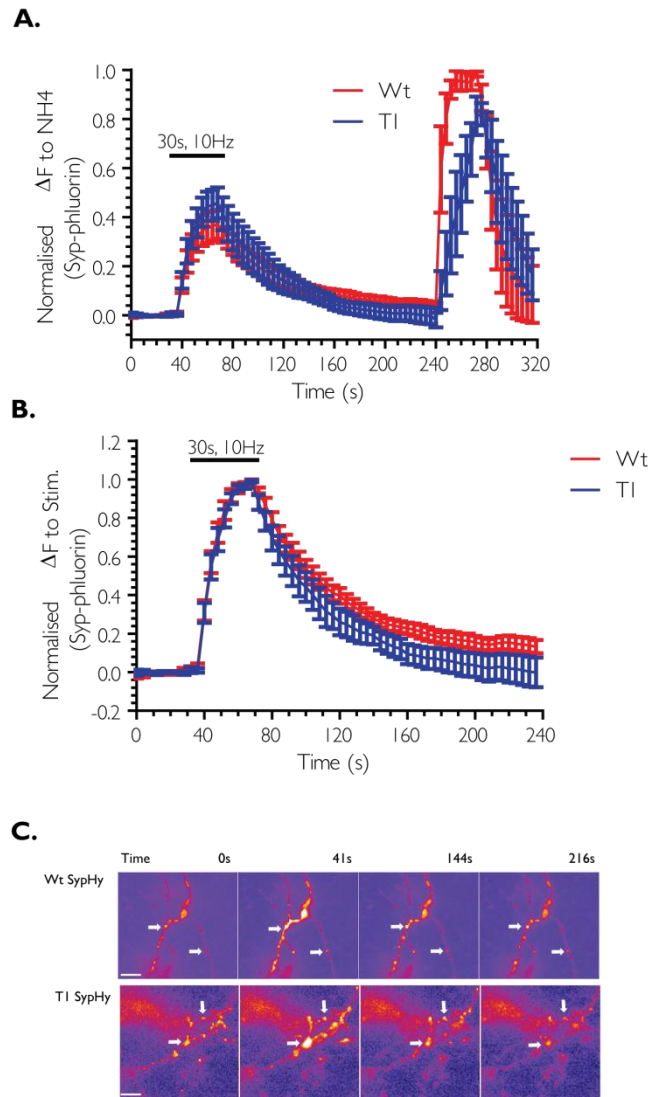 A.
Normalised ΔF to NH4
(Syp-phluorin)
1.0
0.8
0.6
0.4
0.2
0.0
30s, 10Hz
Wt
T1
0 40 80 120 160 200 240 280 320
Time (s)
B.
Normalised ΔF to Stim.
(Syp-phluorin)
1.2
1.0
0.8
0.6
0.4
0.2
0.0
-0.2
30s, 10Hz
Wt
T1
0 40 80 120 160 200 240
Time (s)
C.
Time 0s 41s 144s 216s
Wt SypHy
T1 SypHy